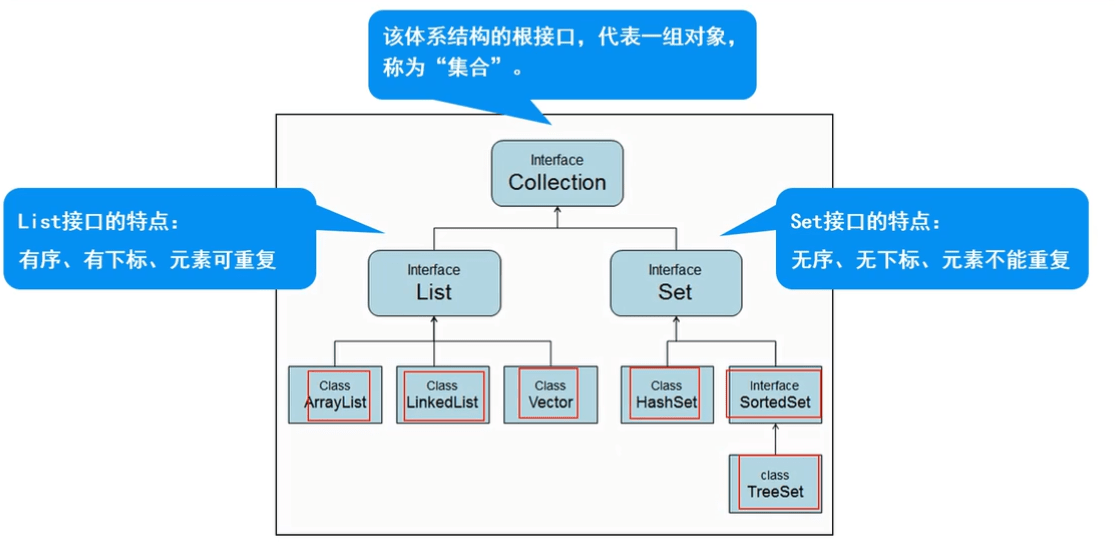 该体系结构的根接口，代表一组对象，
称为“集合”。
Interface
Collection
List接口的特点：
有序、有下标、元素可重复
Set接口的特点：
无序、无下标、元素不能重复
Interface
List
Interface
Set
Class
ArrayList
Class
LinkedList
Class
Vector
Class
HashSet
Interface
SortedSet
class
TreeSet